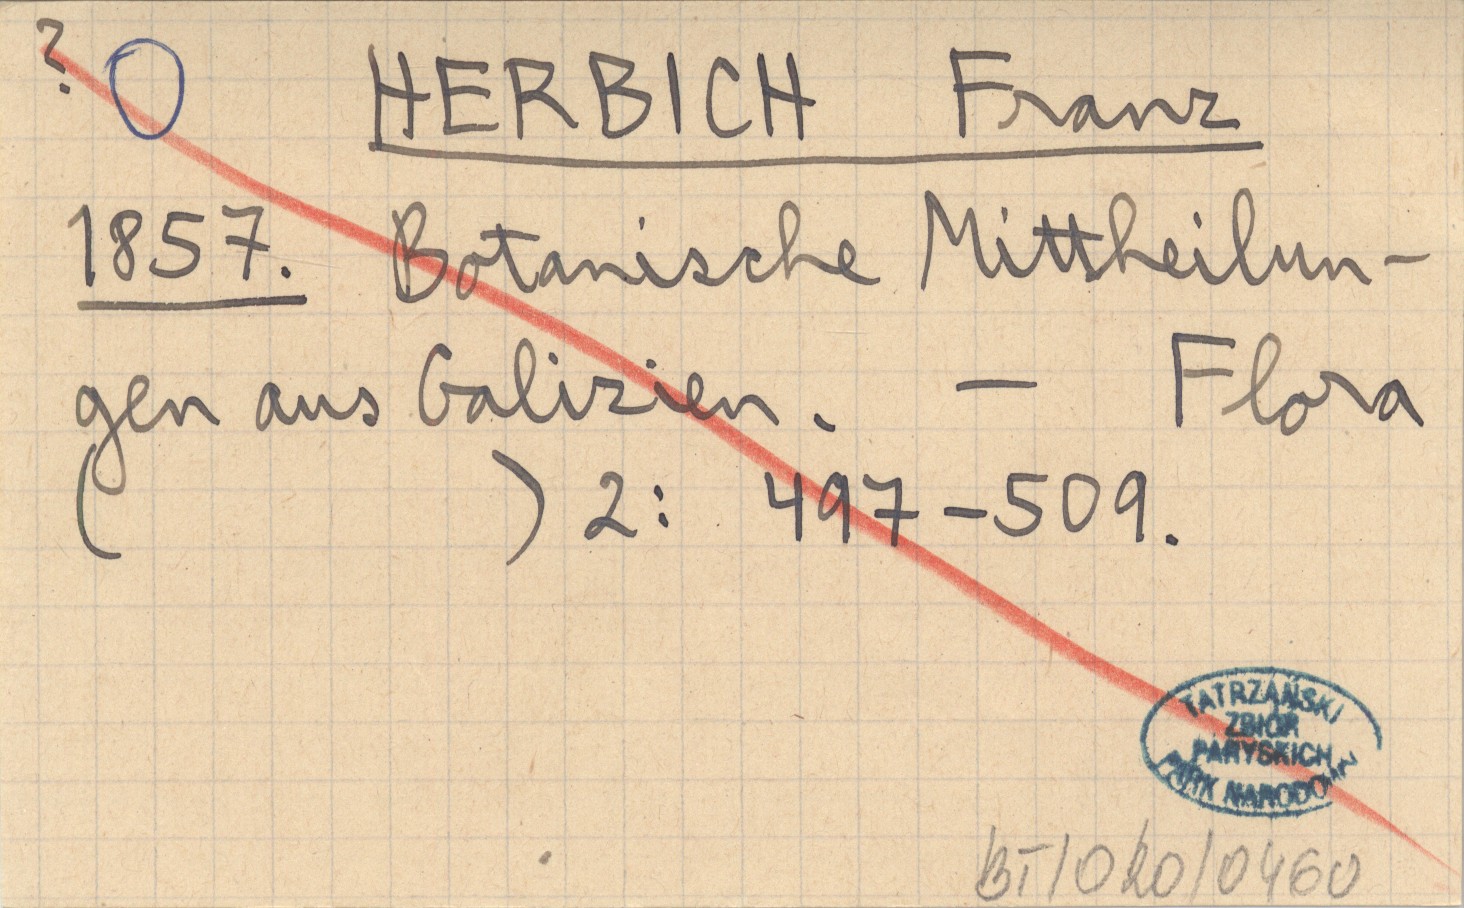 ?
HERBICH Franz
1857. Botanische Mittheilun-
gen aus Galizien. — Flora
( ) 2: 497-509.
TATRZAŃSKI
ZBIÓR
PARYSKICH
PARK NARODOWY
BT/020/0460